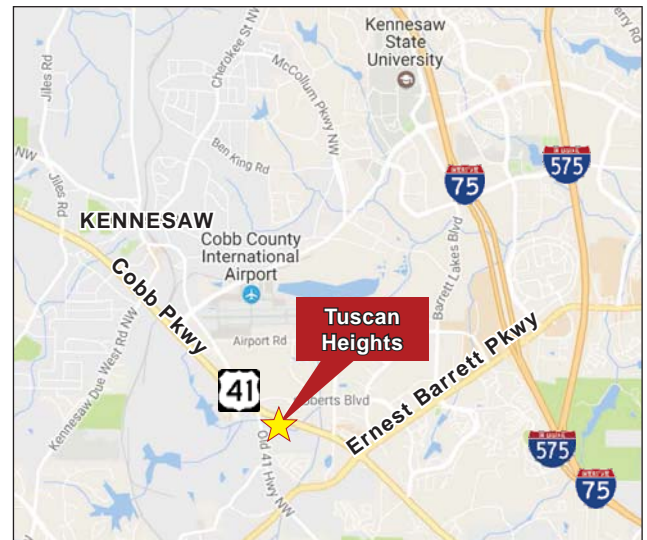 Kennesaw
State
University
Cherokee St NW
McCollum Pkwy NW
Jiles Rd
Ben King Rd
NW
Jiles Rd
75
575
KENNESAW
Cobb County
International
Airport
Cobb Pkwy
Barrett Lakes Blvd
Tuscan
Heights
Airport Rd
Kennesaw Due West Rd NW
41
Roberts Blvd
Ernest Barrett Pkwy
Old 41 Hwy NW
575
75